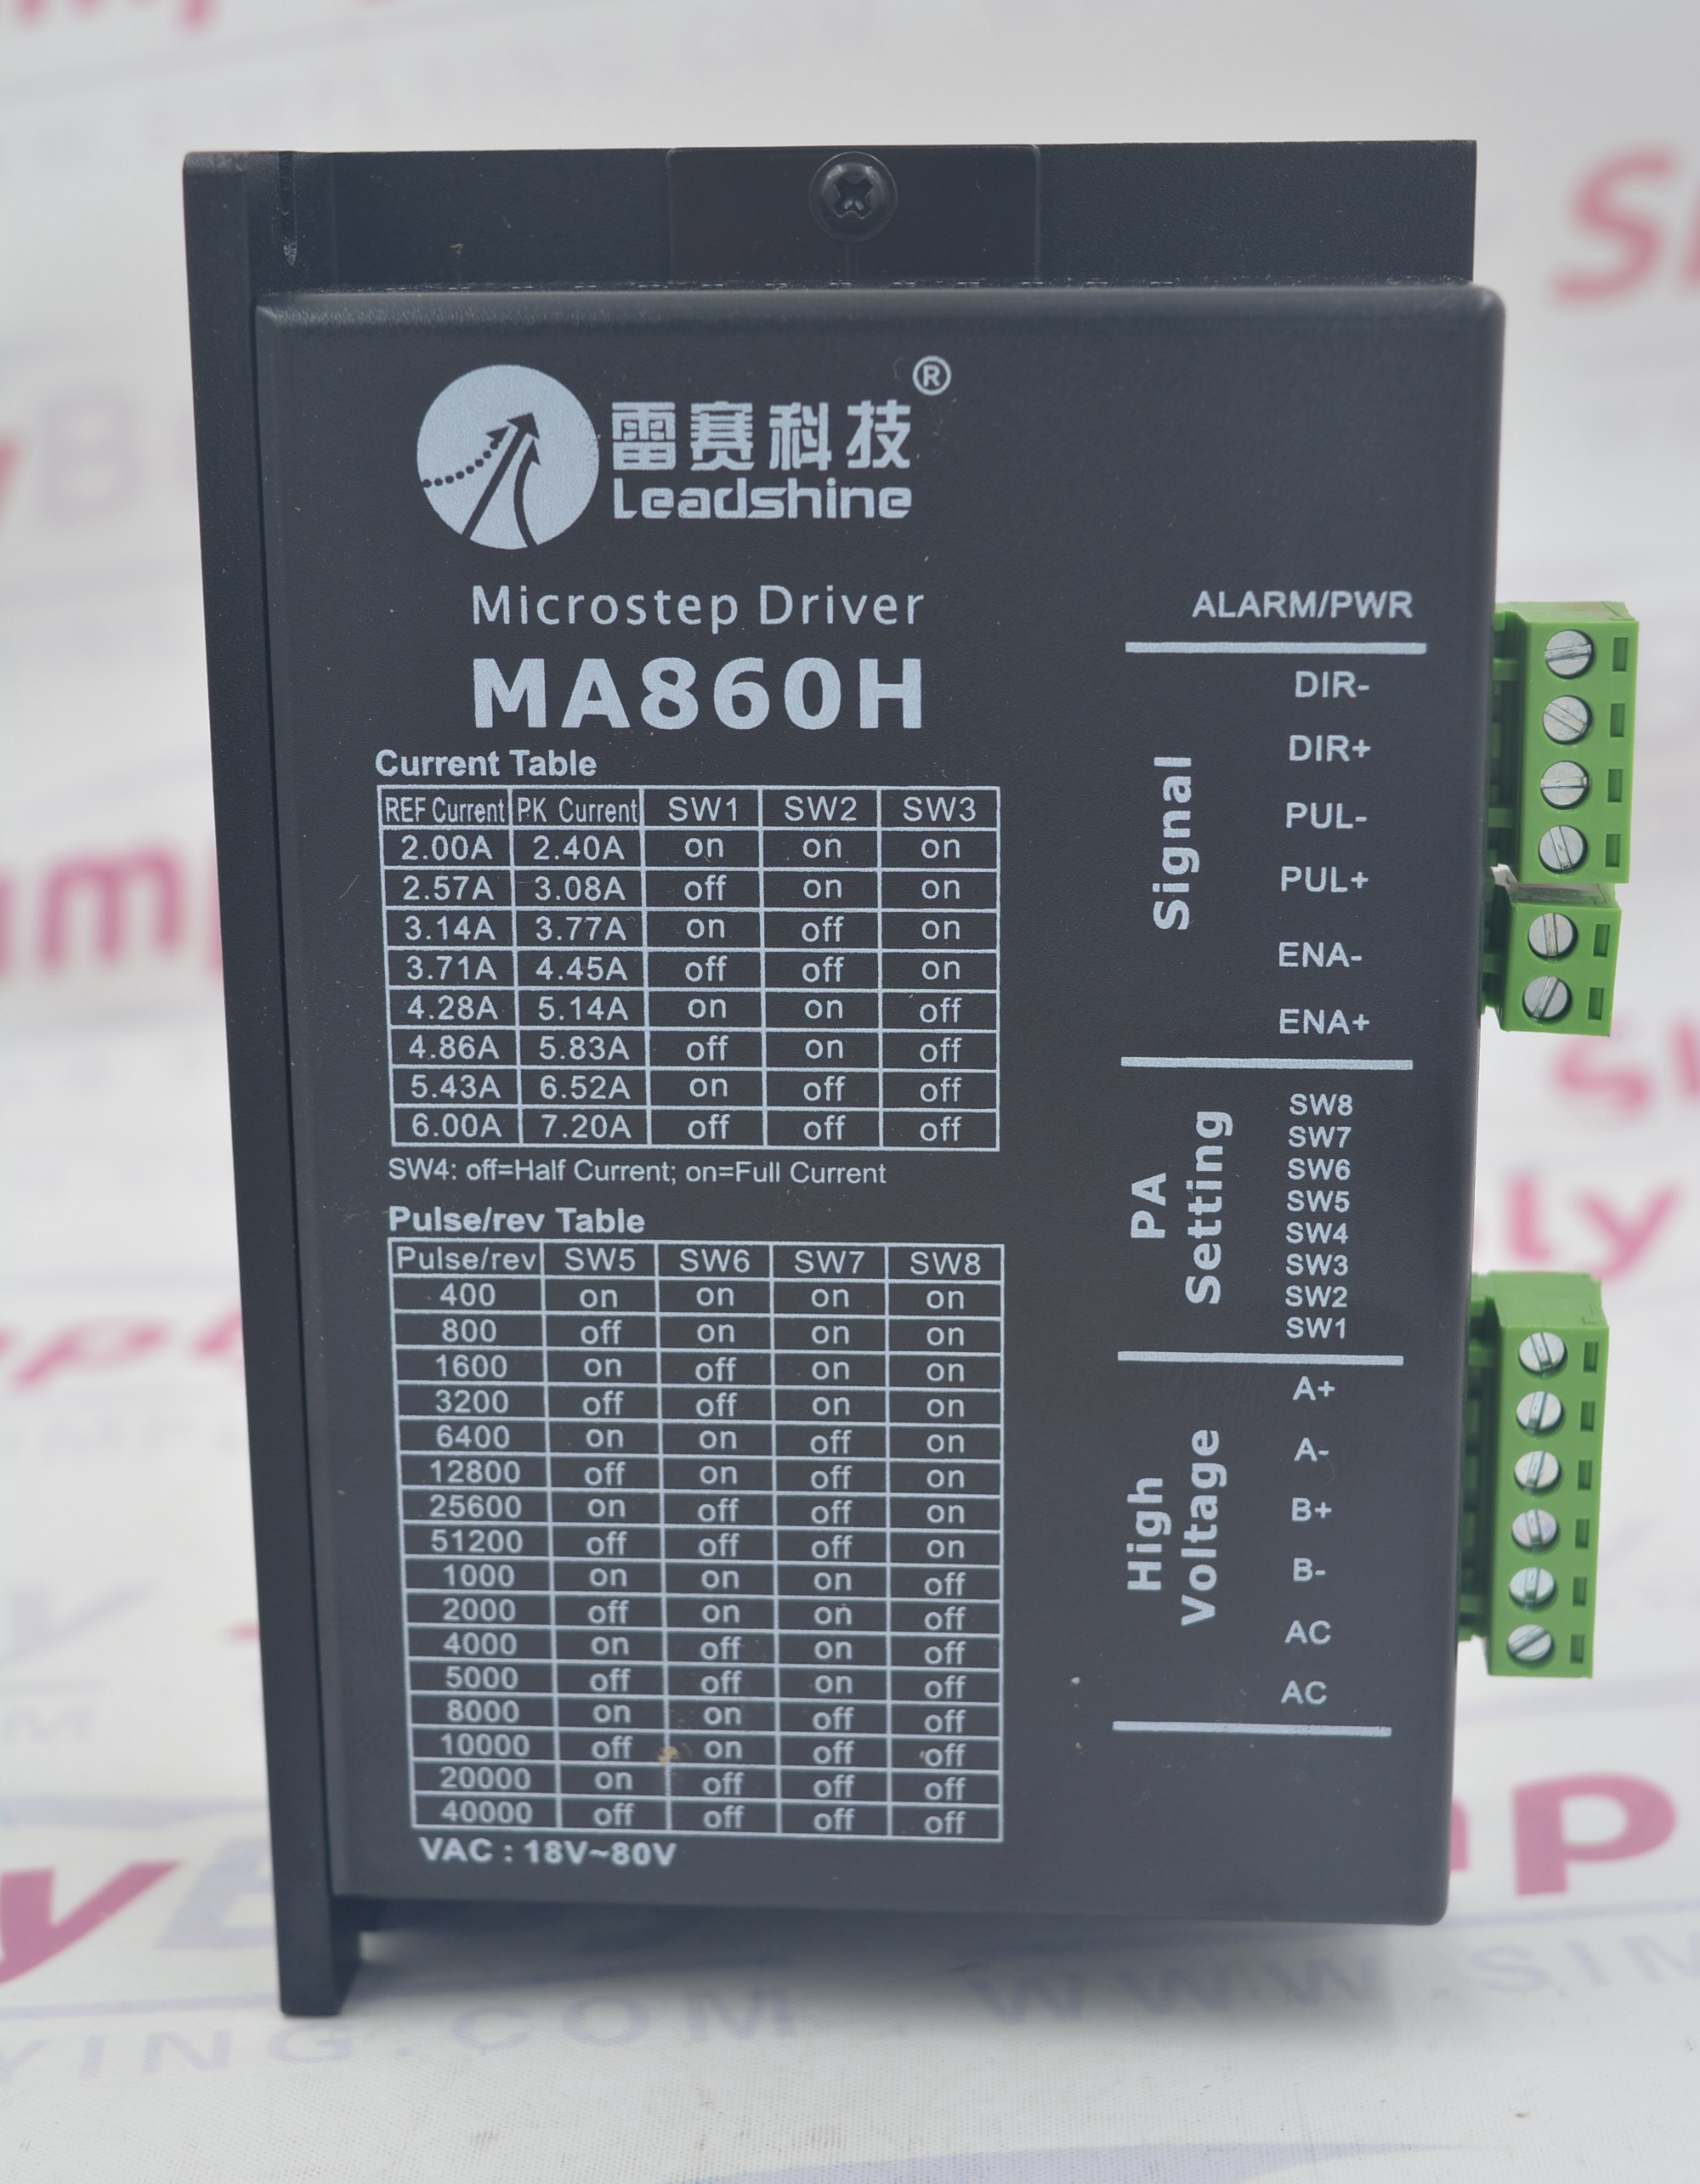 雷赛科技®
Leadshine
Microstep Driver
MA860H
Current Table
REF Current PK Current SW1 SW2 SW3
2.00A 2.40A on on on
2.57A 3.08A off on on
3.14A 3.77A on off on
3.71A 4.45A off off on
4.28A 5.14A on on off
4.86A 5.83A off on off
5.43A 6.52A on off off
6.00A 7.20A off off off
SW4: off=Half Current; on=Full Current
Pulse/rev Table
Pulse/rev SW5 SW6 SW7 SW8
400 on on on on
800 off on on on
1600 on off on on
3200 off off on on
6400 on on off on
12800 off on off on
25600 on off off on
51200 off off off on
1000 on on on off
2000 off on on off
4000 on off on off
5000 off off on off
8000 on on off off
10000 off on off off
20000 on off off off
40000 off off off off
VAC : 18V~80V
ALARM/PWR
Signal
DIR-
DIR+
PUL-
PUL+
ENA-
ENA+
PA
Setting
SW8
SW7
SW6
SW5
SW4
SW3
SW2
SW1
High
Voltage
A+
A-
B+
B-
AC
AC